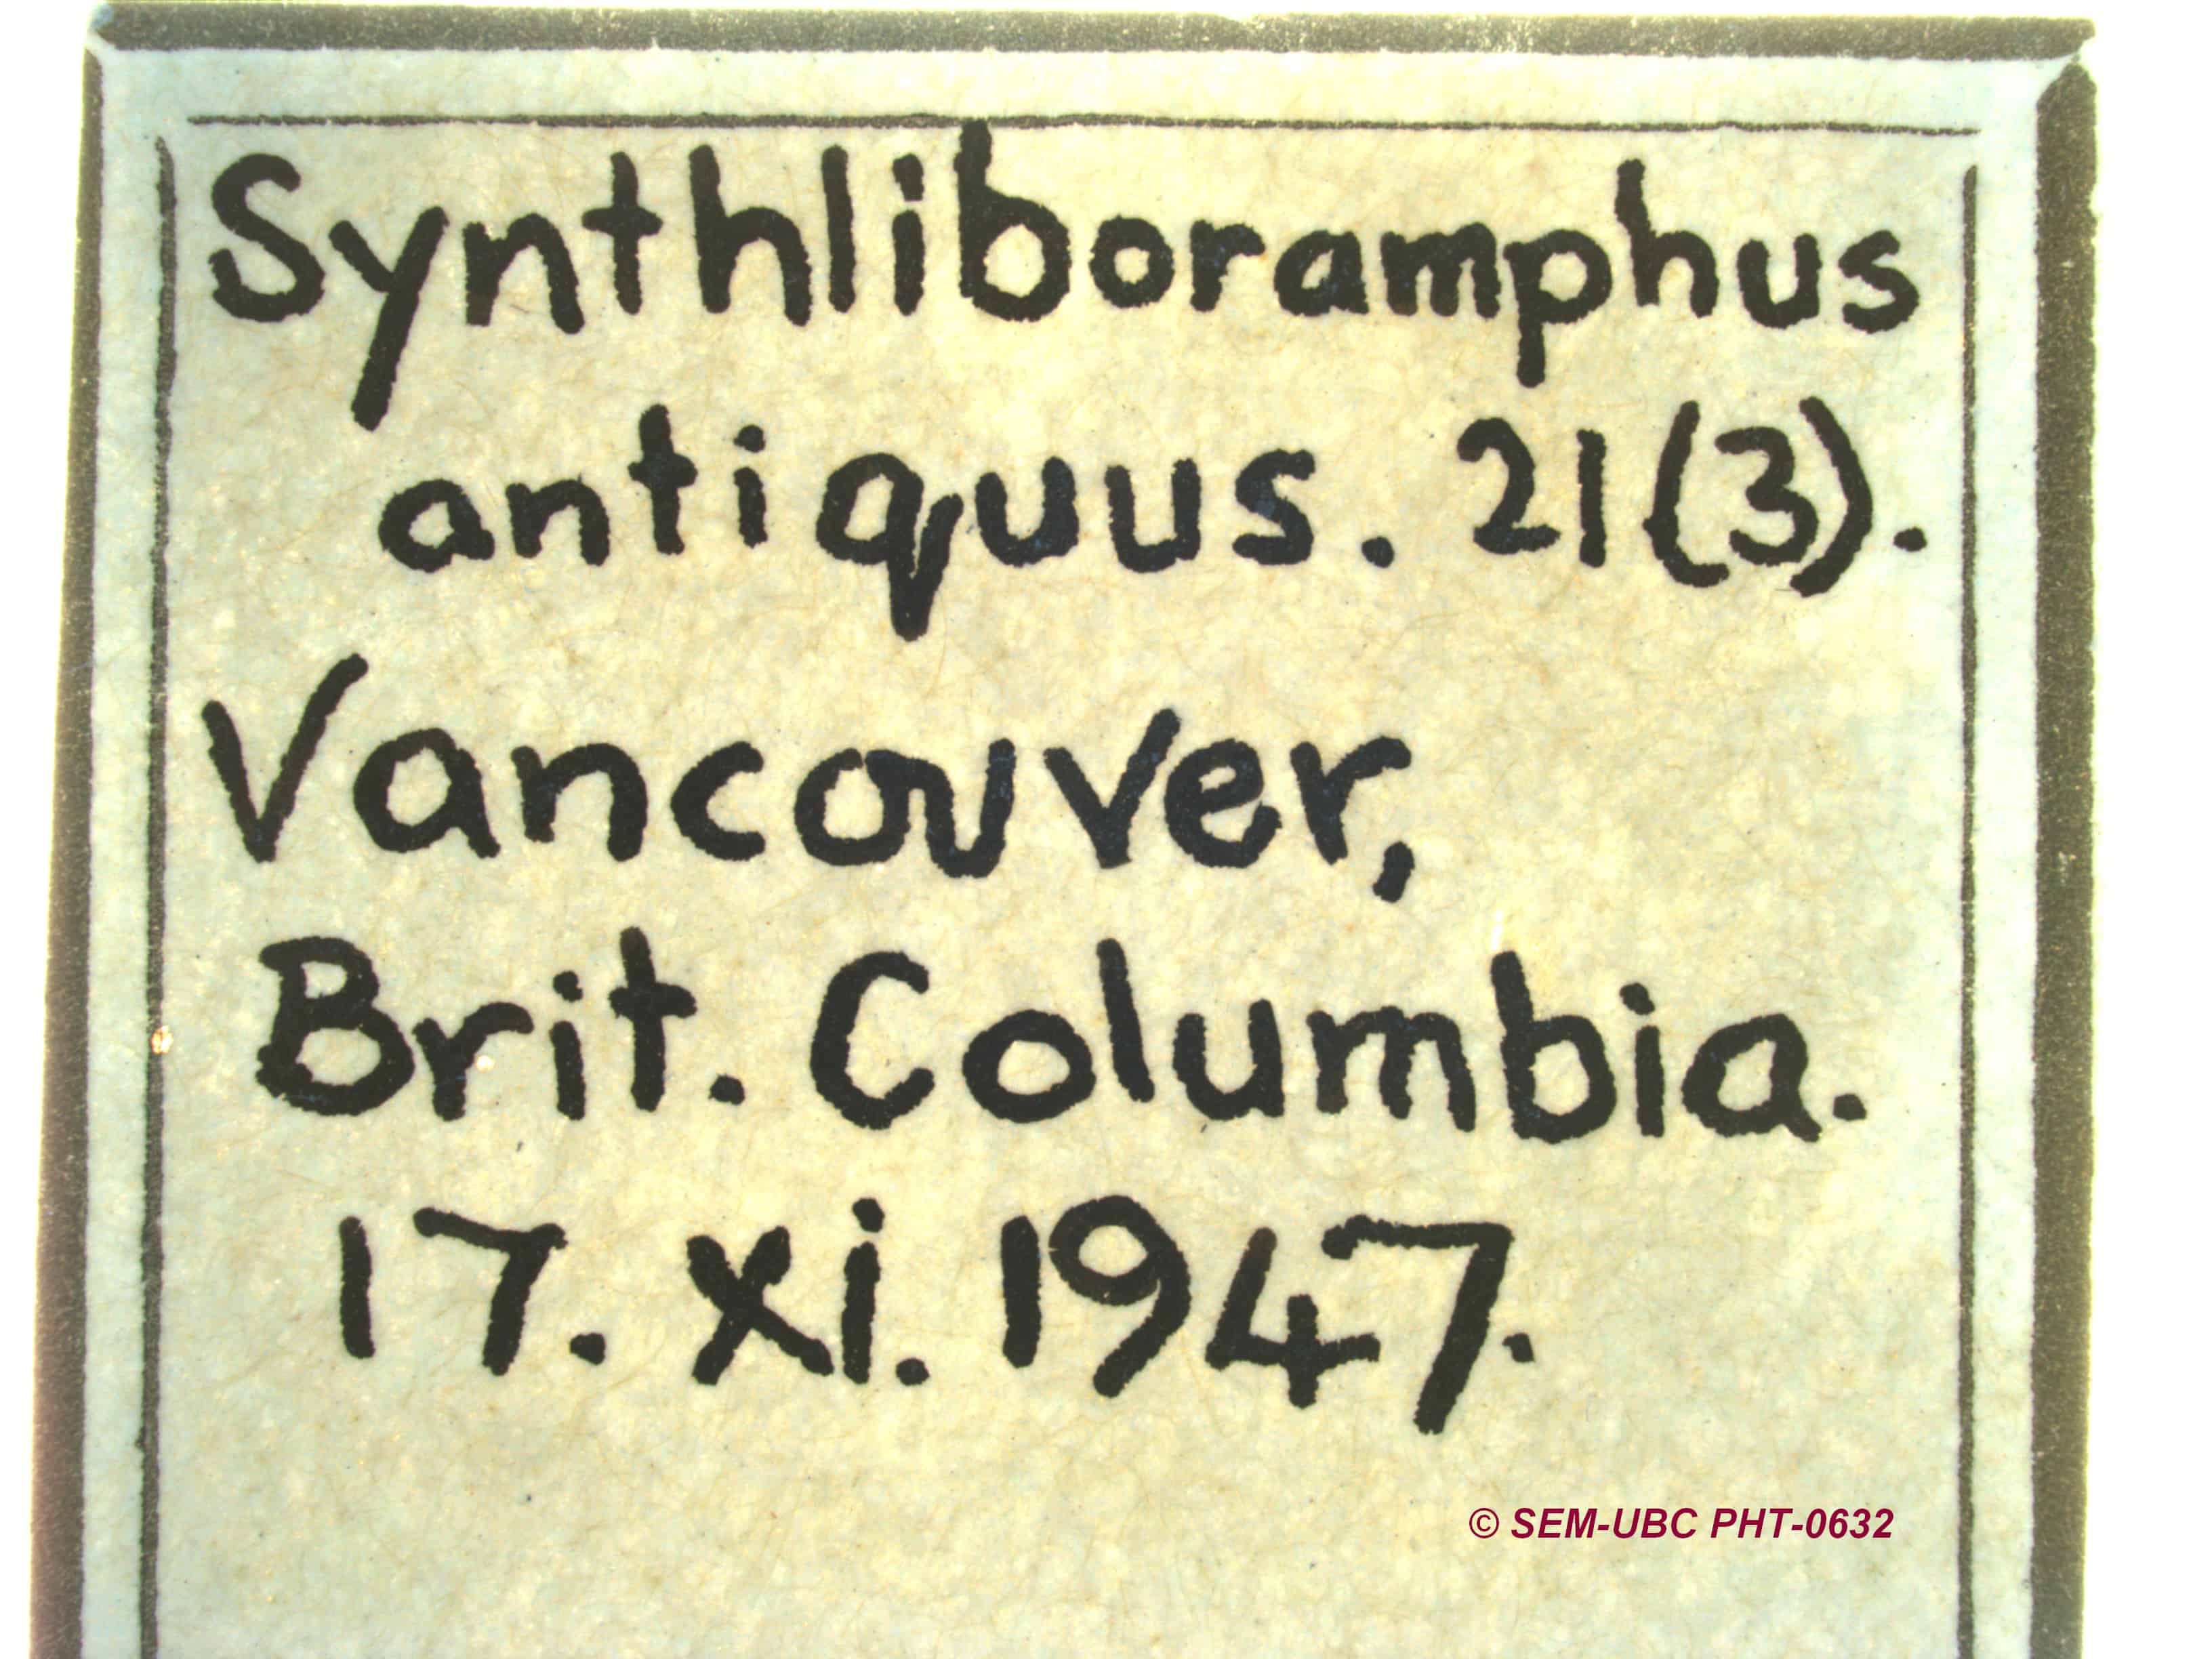 Synthliboramphus
antiquus. 21(3).
Vancouver,
Brit. Columbia.
17. xi. 1947.
© SEM-UBC PHT-0632